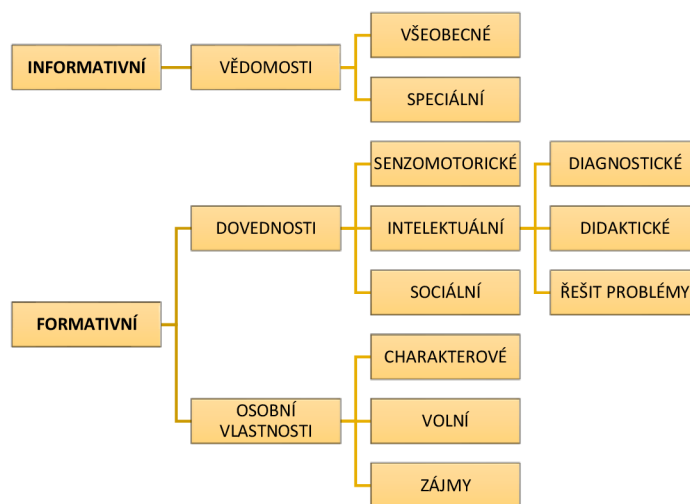 INFORMATIVNÍ
VĚDOMOSTI
VŠEOBECNÉ
SPECIÁLNÍ
FORMATIVNÍ
DOVEDNOSTI
SENZOMOTORICKÉ
INTELEKTUÁLNÍ
DIAGNOSTICKÉ
DIDAKTICKÉ
ŘEŠIT PROBLÉMY
SOCIÁLNÍ
OSOBNÍ
VLASTNOSTI
CHARAKTEROVÉ
VOLNÍ
ZÁJMY